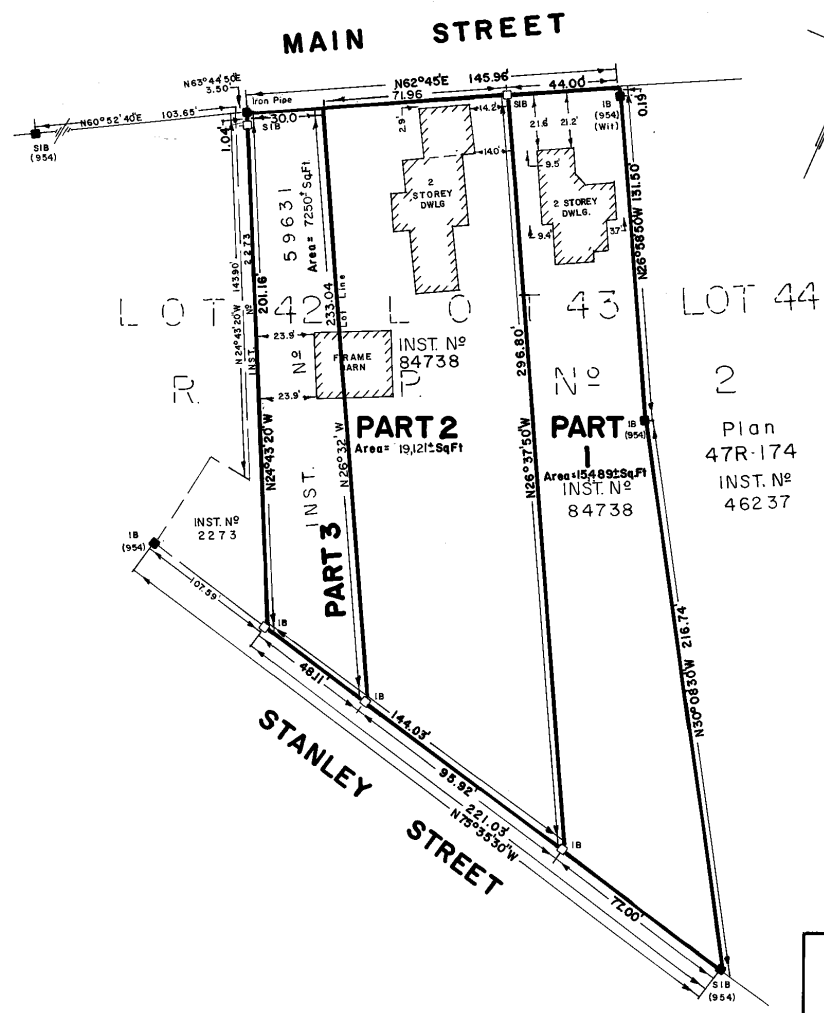 MAIN STREET
N63°44'50"E
3.50'
N62°45'E 145.96'
71.96
44.00'
Iron Pipe
N60°52'40"E 103.65'
SIB
(954)
30.0
SIB
1.04'
14.2'
SIB
IB
(954)
(Wit)
0.19'
2.9'
21.6'
21.2'
14.0'
9.5'
2
STOREY
DWLG
2 STOREY
DWLG.
9.4'
3.7'
N26°58'50"W 131.50'
59631
Area = 7250± Sq.Ft
N24°43'20"W 143.90'
INST. Nº 2273
201.16'
233.04
Lot Line
LOT 42 LOT 43 LOT 44
296.80'
23.9'
FRAME
BARN
23.9'
INST. Nº
84738
R. P. Nº 2
PART 2
Area= 19,121± SqFt
PART
1
Area=15,489±Sq.Ft
INST. Nº
84738
IB
(954)
Plan
47R-174
INST. Nº
46237
N24°43'20"W
N26°32'W
N26°37'50"W
INST. Nº
PART 3
INST. Nº
2273
IB
(954)
107.59'
IB
48.11'
IB
144.03'
N30°08'30"W 216.74
STANLEY STREET
95.92'
221.03'
N75°35'30"W
IB
72.00'
SIB
(954)